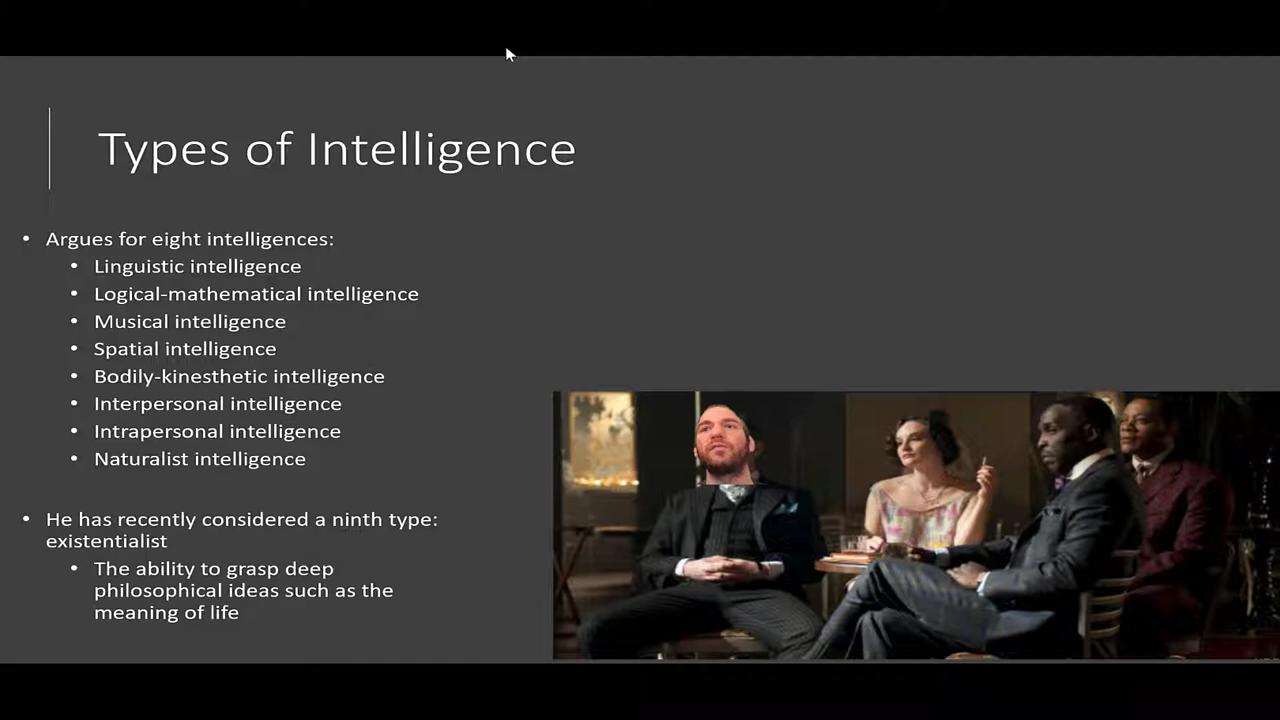 Types of Intelligence
• Argues for eight intelligences:
• Linguistic intelligence
• Logical-mathematical intelligence
• Musical intelligence
• Spatial intelligence
• Bodily-kinesthetic intelligence
• Interpersonal intelligence
• Intrapersonal intelligence
• Naturalist intelligence
• He has recently considered a ninth type:
existentialist
• The ability to grasp deep
philosophical ideas such as the
meaning of life